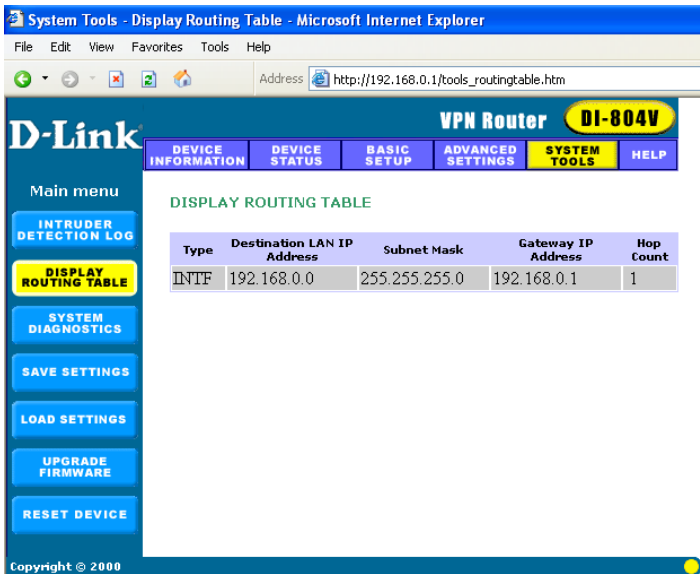 System Tools - Display Routing Table - Microsoft Internet Explorer
File Edit View Favorites Tools Help
Address http://192.168.0.1/tools_routingtable.htm
D-Link
VPN Router DI-804V
DEVICE INFORMATION DEVICE STATUS BASIC SETUP ADVANCED SETTINGS SYSTEM TOOLS HELP
Main menu
INTRUDER
DETECTION LOG
DISPLAY
ROUTING TABLE
SYSTEM
DIAGNOSTICS
SAVE SETTINGS
LOAD SETTINGS
UPGRADE
FIRMWARE
RESET DEVICE
DISPLAY ROUTING TABLE
Type Destination LAN IP Address Subnet Mask Gateway IP Address Hop Count
INTF 192.168.0.0 255.255.255.0 192.168.0.1 1
Copyright © 2000